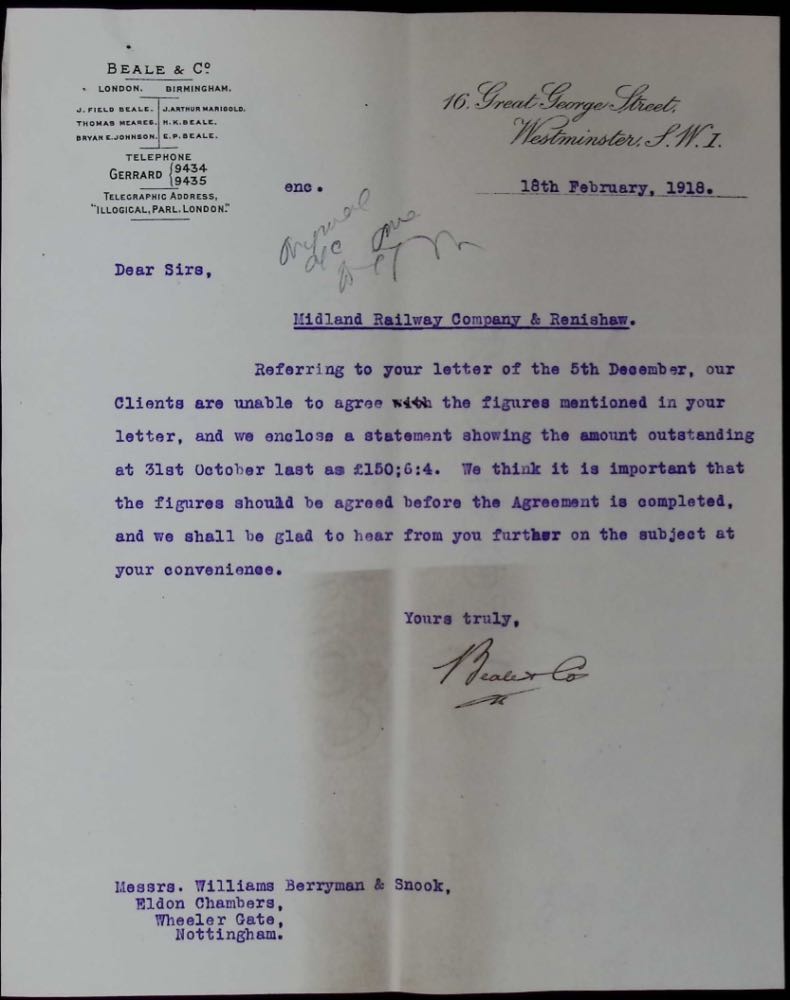 BEALE & Cº
LONDON. BIRMINGHAM.
J. FIELD BEALE. J. ARTHUR MARIGOLD.
THOMAS MEARES. H. K. BEALE.
BRYAN E. JOHNSON. E. P. BEALE.
TELEPHONE
GERRARD 9434
9435
TELEGRAPHIC ADDRESS,
"ILLOGICAL, PARL, LONDON."
16. Great George Street,
Westminster, S.W.1.
enc.
18th February, 1918.
Original
a/c
Dear Sirs,
Midland Railway Company & Renishaw.
Referring to your letter of the 5th December, our
Clients are unable to agree with the figures mentioned in your
letter, and we enclose a statement showing the amount outstanding
at 31st October last as £150;6:4. We think it is important that
the figures should be agreed before the Agreement is completed,
and we shall be glad to hear from you further on the subject at
your convenience.
Yours truly,
Beale & Co
Messrs. Williams Berryman & Snook,
Eldon Chambers,
Wheeler Gate,
Nottingham.